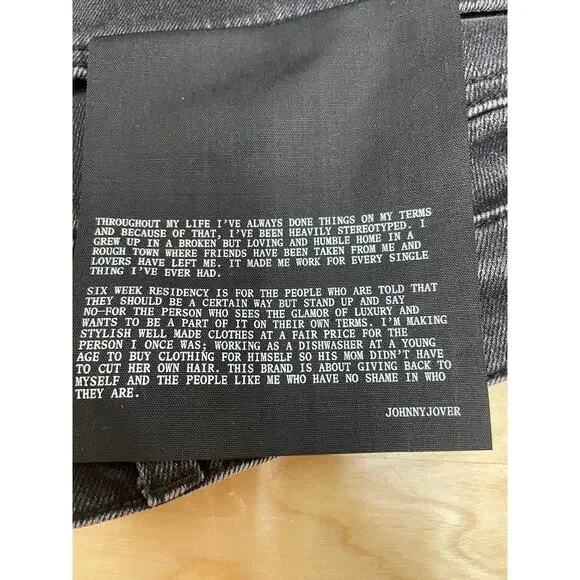 THROUGHOUT MY LIFE I'VE ALWAYS DONE THINGS ON MY TERMS
AND BECAUSE OF THAT, I'VE BEEN HEAVILY STEREOTYPED. I
GREW UP IN A BROKEN BUT LOVING AND HUMBLE HOME IN A
ROUGH TOWN WHERE FRIENDS HAVE BEEN TAKEN FROM ME AND
LOVERS HAVE LEFT ME. IT MADE ME WORK FOR EVERY SINGLE
THING I'VE EVER HAD.
SIX WEEK RESIDENCY IS FOR THE PEOPLE WHO ARE TOLD THAT
THEY SHOULD BE A CERTAIN WAY BUT STAND UP AND SAY
NO—FOR THE PERSON WHO SEES THE GLAMOR OF LUXURY AND
WANTS TO BE A PART OF IT ON THEIR OWN TERMS. I'M MAKING
STYLISH WELL MADE CLOTHES AT A FAIR PRICE FOR THE
PERSON I ONCE WAS; WORKING AS A DISHWASHER AT A YOUNG
AGE TO BUY CLOTHING FOR HIMSELF SO HIS MOM DIDN'T HAVE
TO CUT HER OWN HAIR. THIS BRAND IS ABOUT GIVING BACK TO
MYSELF AND THE PEOPLE LIKE ME WHO HAVE NO SHAME IN WHO
THEY ARE.
JOHNNYJOVER